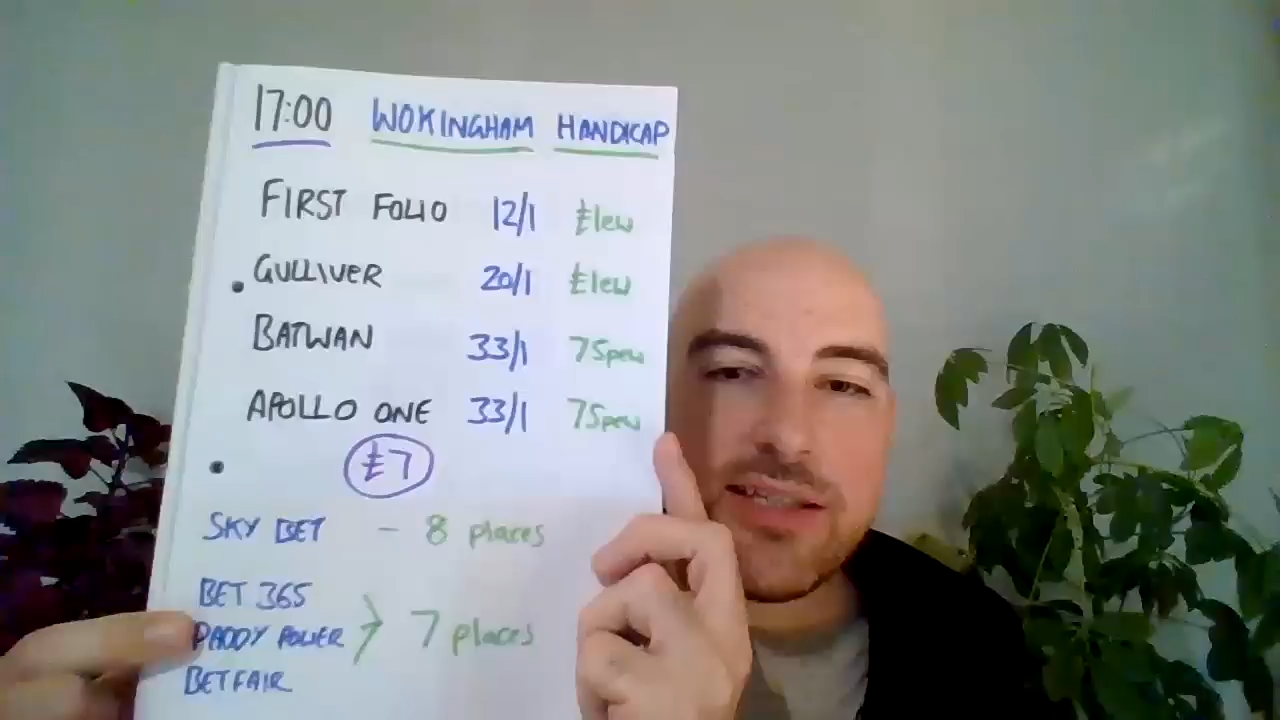 17:00 WOKINGHAM HANDICAP
FIRST FOLIO 12/1 £1ew
GULLIVER 20/1 £1ew
BATWAN 33/1 75pew
APOLLO ONE 33/1 75pew
£7
SKY BET - 8 places
BET 365
PADDY POWER > 7 places
BETFAIR